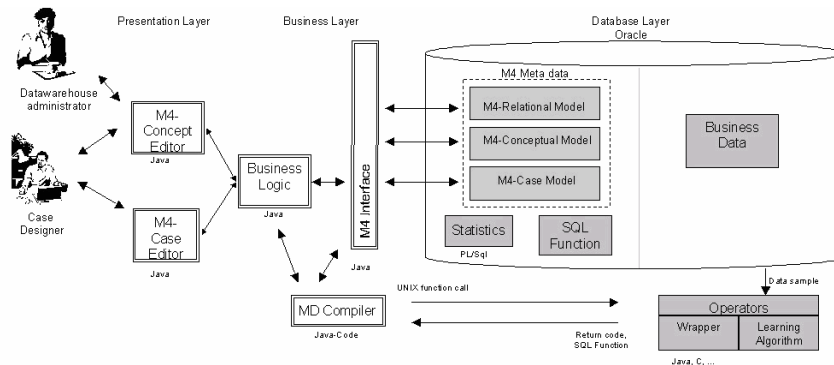 Presentation Layer
Business Layer
Database Layer
Oracle
Datawarehouse
administrator
M4-
Concept
Editor
Java
Case
Designer
M4-
Case
Editor
Java
Business
Logic
Java
M4 Interface
Java
MD Compiler
Java-Code
M4 Meta data
M4-Relational Model
M4-Conceptual Model
M4-Case Model
Statistics
PL/Sql
SQL
Function
Business
Data
UNIX function call
Return code,
SQL Function
Data sample
Operators
Wrapper
Learning
Algorithm
Java, C, ...